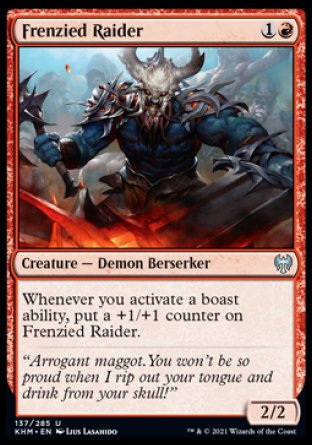 Frenzied Raider 1
Creature — Demon Berserker
Whenever you activate a boast
ability, put a +1/+1 counter on
Frenzied Raider.
“Arrogant maggot. You won’t be so
proud when I rip out your tongue and
drink from your skull!”
2/2
137/285 U
KHM • EN Lius Lasahido
™ & © 2021 Wizards of the Coast